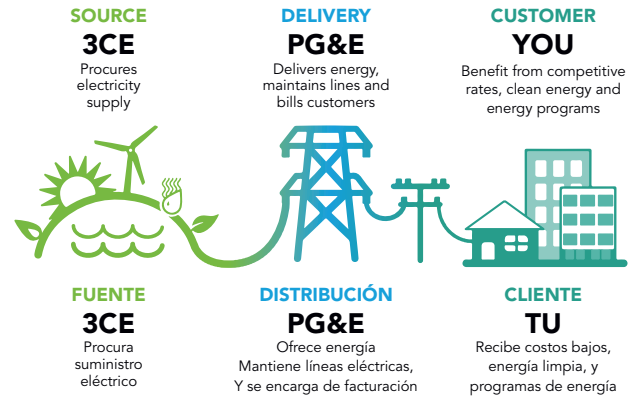 SOURCE
3CE
Procures
electricity
supply
DELIVERY
PG&E
Delivers energy,
maintains lines and
bills customers
CUSTOMER
YOU
Benefit from competitive
rates, clean energy and
energy programs
FUENTE
3CE
Procura
suministro
eléctrico
DISTRIBUCIÓN
PG&E
Ofrece energía
Mantiene líneas eléctricas,
Y se encarga de facturación
CLIENTE
TU
Recibe costos bajos,
energía limpia, y
programas de energía